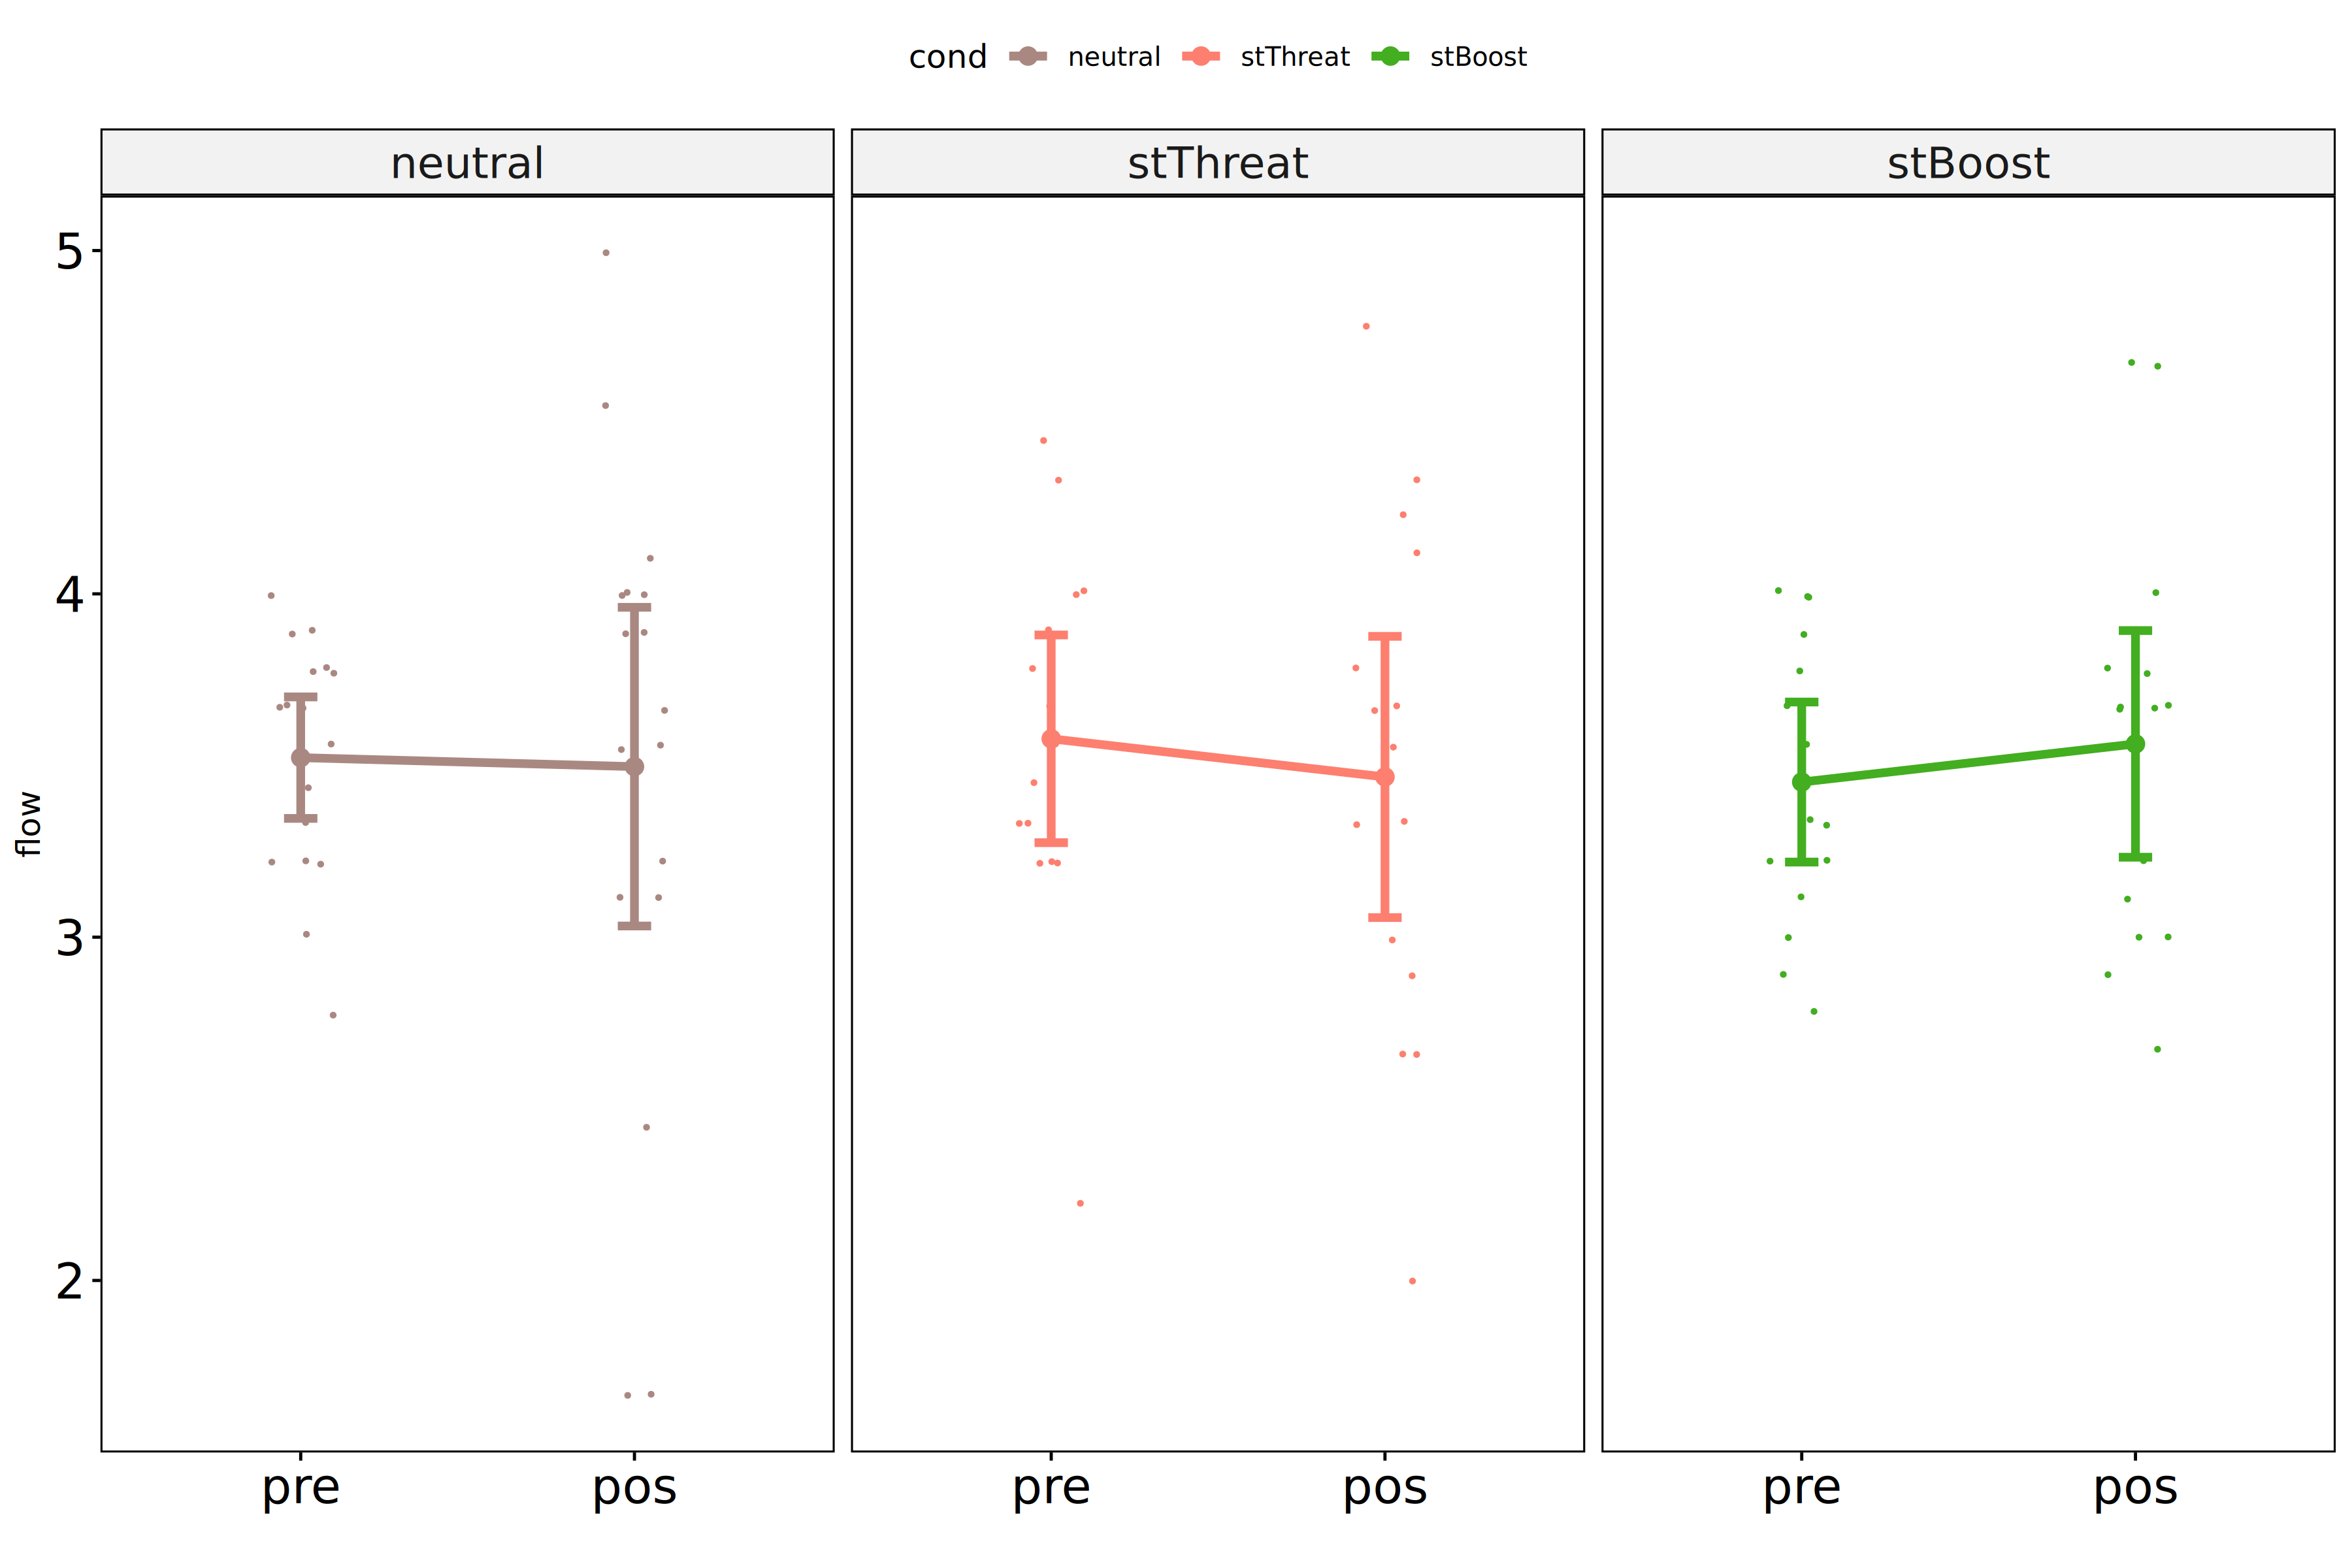 cond neutral stThreat stBoost
neutral stThreat stBoost
5
4
3
2
flow
pre pos pre pos pre pos